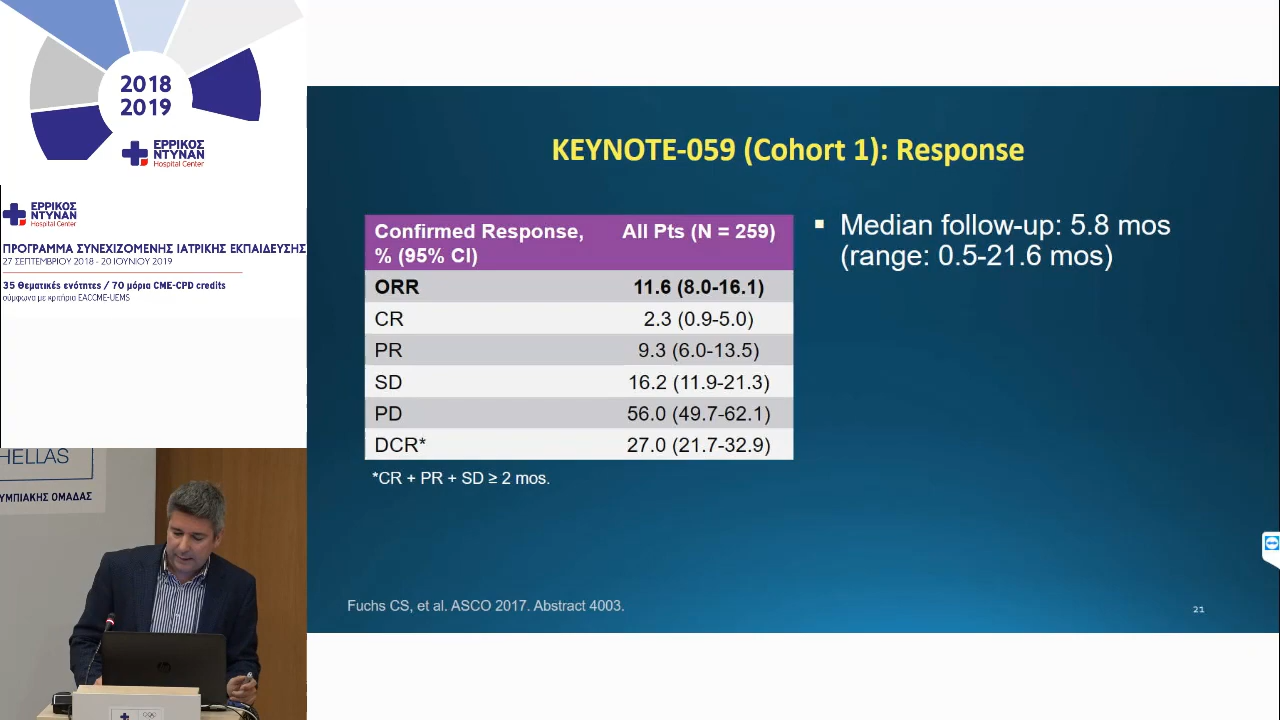 2018
2019
ΕΡΡΙΚΟΣ
ΝΤΥΝΑΝ
Hospital Center
ΕΡΡΙΚΟΣ
ΝΤΥΝΑΝ
Hospital Center
ΠΡΟΓΡΑΜΜΑ ΣΥΝΕΧΙΖΟΜΕΝΗΣ ΙΑΤΡΙΚΗΣ ΕΚΠΑΙΔΕΥΣΗΣ
27 ΣΕΠΤΕΜΒΡΙΟΥ 2018 - 20 ΙΟΥΝΙΟΥ 2019
35 θεματικές ενότητες / 70 μόρια CME-CPD credits
σύμφωνα με κριτήρια EACCME-UEMS
HELLAS
ΥΜΠΙΑΚΗΣ ΟΜΑΔΑΣ
KEYNOTE-059 (Cohort 1): Response
Confirmed Response, All Pts (N = 259)
% (95% CI)
ORR 11.6 (8.0-16.1)
CR 2.3 (0.9-5.0)
PR 9.3 (6.0-13.5)
SD 16.2 (11.9-21.3)
PD 56.0 (49.7-62.1)
DCR* 27.0 (21.7-32.9)
*CR + PR + SD ≥ 2 mos.
▪ Median follow-up: 5.8 mos
(range: 0.5-21.6 mos)
Fuchs CS, et al. ASCO 2017. Abstract 4003.
21